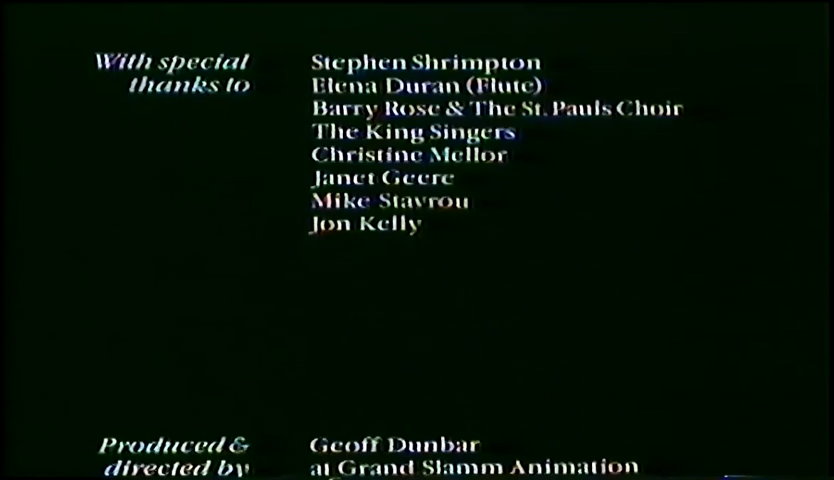 With special
thanks to
Stephen Shrimpton
Elena Duran (Flute)
Barry Rose & The St. Pauls Choir
The King Singers
Christine Mellor
Janet Geere
Mike Stavrou
Jon Kelly
Produced &
directed by
Geoff Dunbar
at Grand Slamm Animation